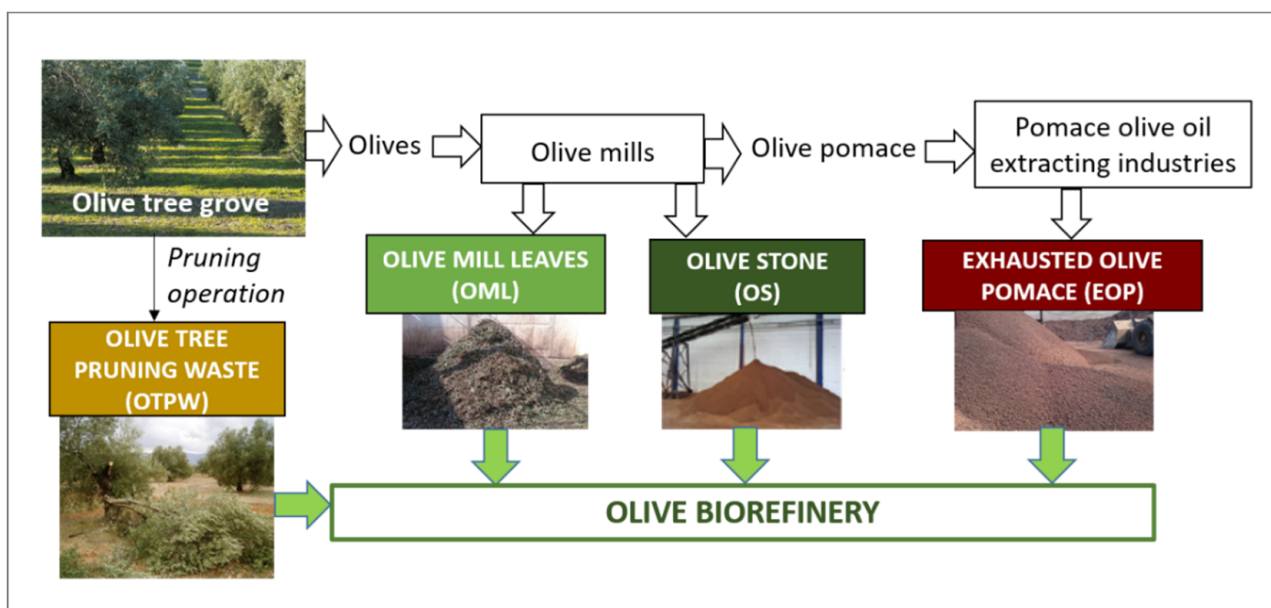 Olive tree grove
Olives
Olive mills
Olive pomace
Pomace olive oil
extracting industries
Pruning
operation
OLIVE TREE
PRUNING WASTE
(OTPW)
OLIVE MILL LEAVES
(OML)
OLIVE STONE
(OS)
EXHAUSTED OLIVE
POMACE (EOP)
OLIVE BIOREFINERY